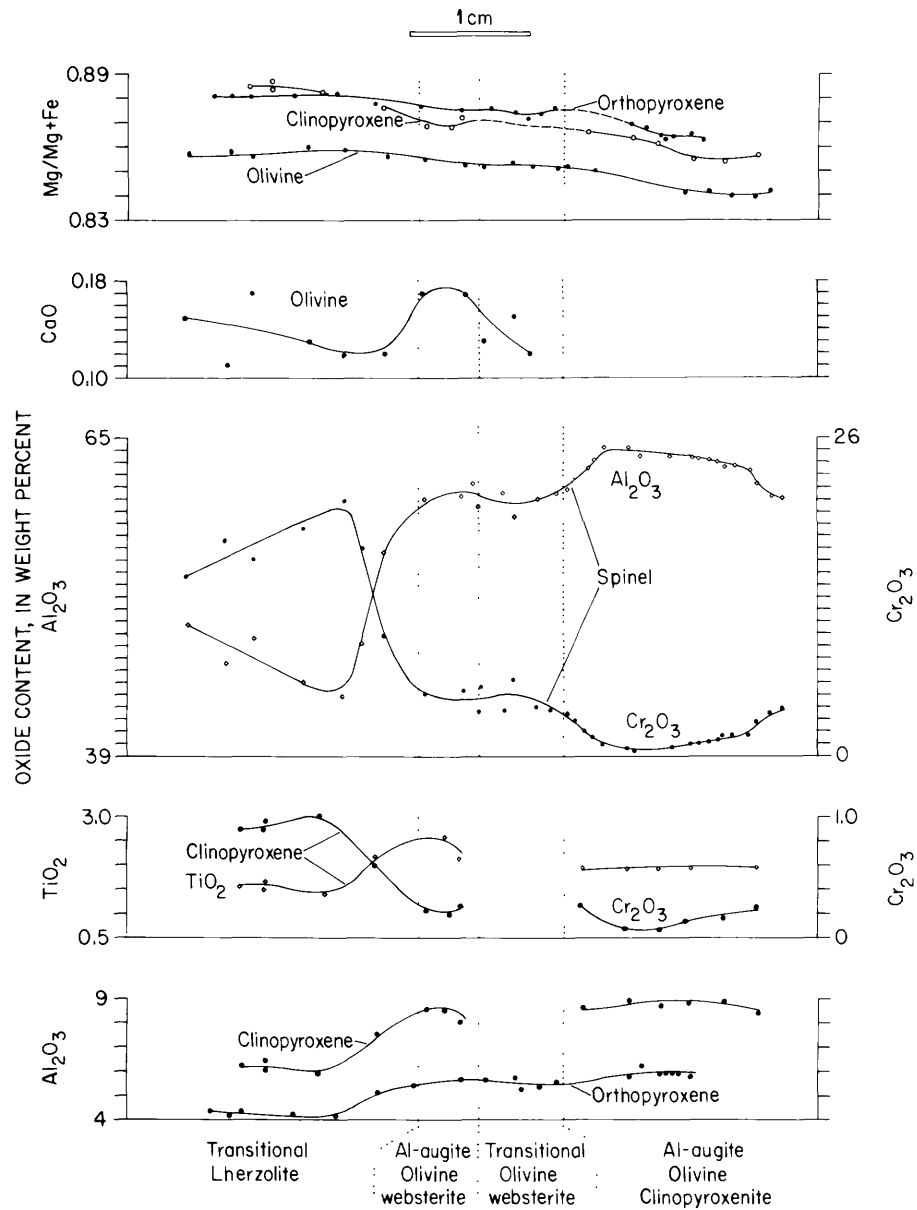 1 cm
0.89
Mg/Mg+Fe
0.83
Orthopyroxene
Clinopyroxene
Olivine
0.18
CaO
0.10
Olivine
OXIDE CONTENT, IN WEIGHT PERCENT
65
Al2O3
39
26
Cr2O3
0
Al2O3
Spinel
Cr2O3
3.0
TiO2
0.5
1.0
Cr2O3
0
Clinopyroxene
TiO2
Cr2O3
9
Al2O3
4
Clinopyroxene
Orthopyroxene
Transitional
Lherzolite
Al-augite
Olivine
websterite
Transitional
Olivine
websterite
Al-augite
Olivine
Clinopyroxenite